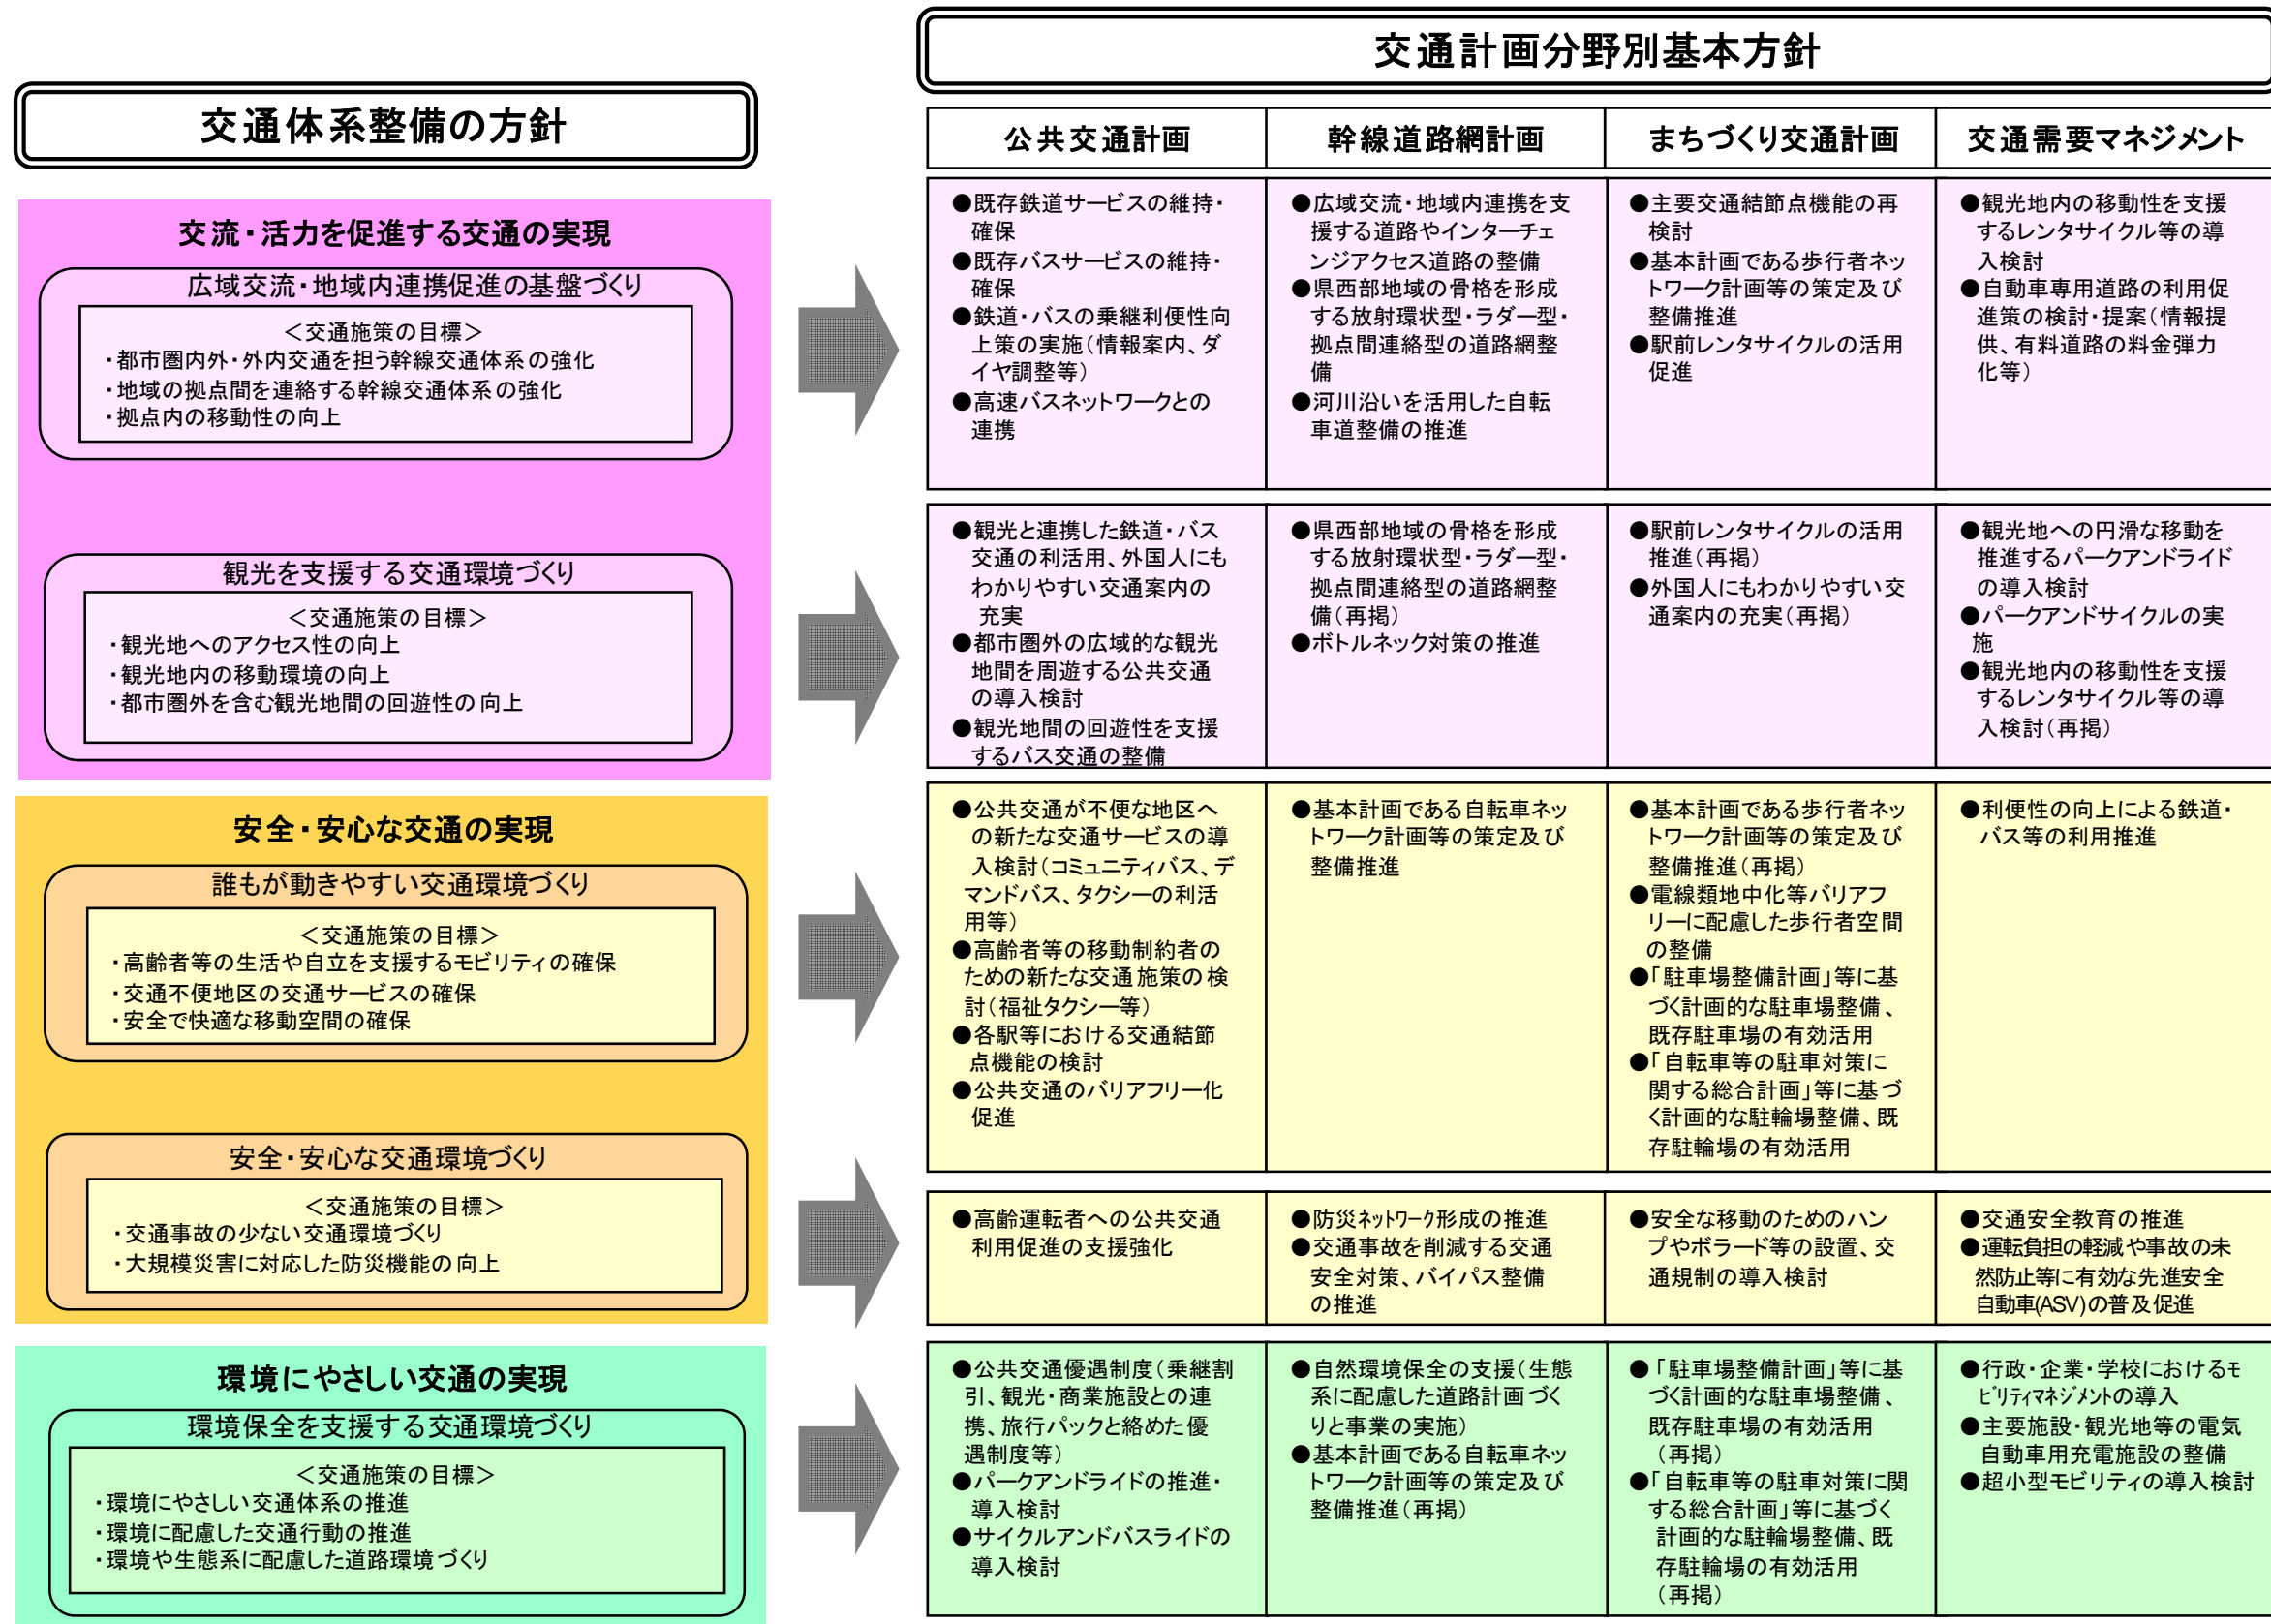 交通計画分野別基本方針
交通体系整備の方針
公共交通計画
幹線道路網計画
まちづくり交通計画
交通需要マネジメント
交流・活力を促進する交通の実現
広域交流・地域内連携促進の基盤づくり
＜交通施策の目標＞
・都市圏内外・外内交通を担う幹線交通体系の強化
・地域の拠点間を連絡する幹線交通体系の強化
・拠点内の移動性の向上
●既存鉄道サービスの維持・
確保
●既存バスサービスの維持・
確保
●鉄道・バスの乗継利便性向
上策の実施（情報案内、ダ
イヤ調整等）
●高速バスネットワークとの
連携
●広域交流・地域内連携を支
援する道路やインターチェ
ンジアクセス道路の整備
●県西部地域の骨格を形成
する放射環状型・ラダー型・
拠点間連絡型の道路網整
備
●河川沿いを活用した自転
車道整備の推進
●主要交通結節点機能の再
検討
●基本計画である歩行者ネッ
トワーク計画等の策定及び
整備推進
●駅前レンタサイクルの活用
促進
●観光地内の移動性を支援
するレンタサイクル等の導
入検討
●自動車専用道路の利用促
進策の検討・提案（情報提
供、有料道路の料金弾力
化等）
観光を支援する交通環境づくり
＜交通施策の目標＞
・観光地へのアクセス性の向上
・観光地内の移動環境の向上
・都市圏外を含む観光地間の回遊性の向上
●観光と連携した鉄道・バス
交通の利活用、外国人にも
わかりやすい交通案内の
充実
●都市圏外の広域的な観光
地間を周遊する公共交通
の導入検討
●観光地間の回遊性を支援
するバス交通の整備
●県西部地域の骨格を形成
する放射環状型・ラダー型・
拠点間連絡型の道路網整
備（再掲）
●ボトルネック対策の推進
●駅前レンタサイクルの活用
推進（再掲）
●外国人にもわかりやすい交
通案内の充実（再掲）
●観光地への円滑な移動を
推進するパークアンドライド
の導入検討
●パークアンドサイクルの実
施
●観光地内の移動性を支援
するレンタサイクル等の導
入検討（再掲）
安全・安心な交通の実現
誰もが動きやすい交通環境づくり
＜交通施策の目標＞
・高齢者等の生活や自立を支援するモビリティの確保
・交通不便地区の交通サービスの確保
・安全で快適な移動空間の確保
●公共交通が不便な地区へ
の新たな交通サービスの導
入検討（コミュニティバス、デ
マンドバス、タクシーの利活
用等）
●高齢者等の移動制約者の
ための新たな交通施策の検
討（福祉タクシー等）
●各駅等における交通結節
点機能の検討
●公共交通のバリアフリー化
促進
●基本計画である自転車ネッ
トワーク計画等の策定及び
整備推進
●基本計画である歩行者ネッ
トワーク計画等の策定及び
整備推進（再掲）
●電線類地中化等バリアフ
リーに配慮した歩行者空間
の整備
●「駐車場整備計画」等に基
づく計画的な駐車場整備、
既存駐車場の有効活用
●「自転車等の駐車対策に
関する総合計画」等に基づ
く計画的な駐輪場整備、既
存駐輪場の有効活用
●利便性の向上による鉄道・
バス等の利用推進
安全・安心な交通環境づくり
＜交通施策の目標＞
・交通事故の少ない交通環境づくり
・大規模災害に対応した防災機能の向上
●高齢運転者への公共交通
利用促進の支援強化
●防災ネットワーク形成の推進
●交通事故を削減する交通
安全対策、バイパス整備
の推進
●安全な移動のためのハン
プやボラード等の設置、交
通規制の導入検討
●交通安全教育の推進
●運転負担の軽減や事故の未
然防止等に有効な先進安全
自動車(ASV)の普及促進
環境にやさしい交通の実現
環境保全を支援する交通環境づくり
＜交通施策の目標＞
・環境にやさしい交通体系の推進
・環境に配慮した交通行動の推進
・環境や生態系に配慮した道路環境づくり
●公共交通優遇制度（乗継割
引、観光・商業施設との連
携、旅行パックと絡めた優
遇制度等）
●パークアンドライドの推進・
導入検討
●サイクルアンドバスライドの
導入検討
●自然環境保全の支援（生態
系に配慮した道路計画づく
りと事業の実施）
●基本計画である自転車ネッ
トワーク計画等の策定及び
整備推進（再掲）
●「駐車場整備計画」等に基
づく計画的な駐車場整備、
既存駐車場の有効活用
（再掲）
●「自転車等の駐車対策に関
する総合計画」等に基づく
計画的な駐輪場整備、既
存駐輪場の有効活用
（再掲）
●行政・企業・学校におけるモ
ビリティマネジメントの導入
●主要施設・観光地等の電気
自動車用充電施設の整備
●超小型モビリティの導入検討